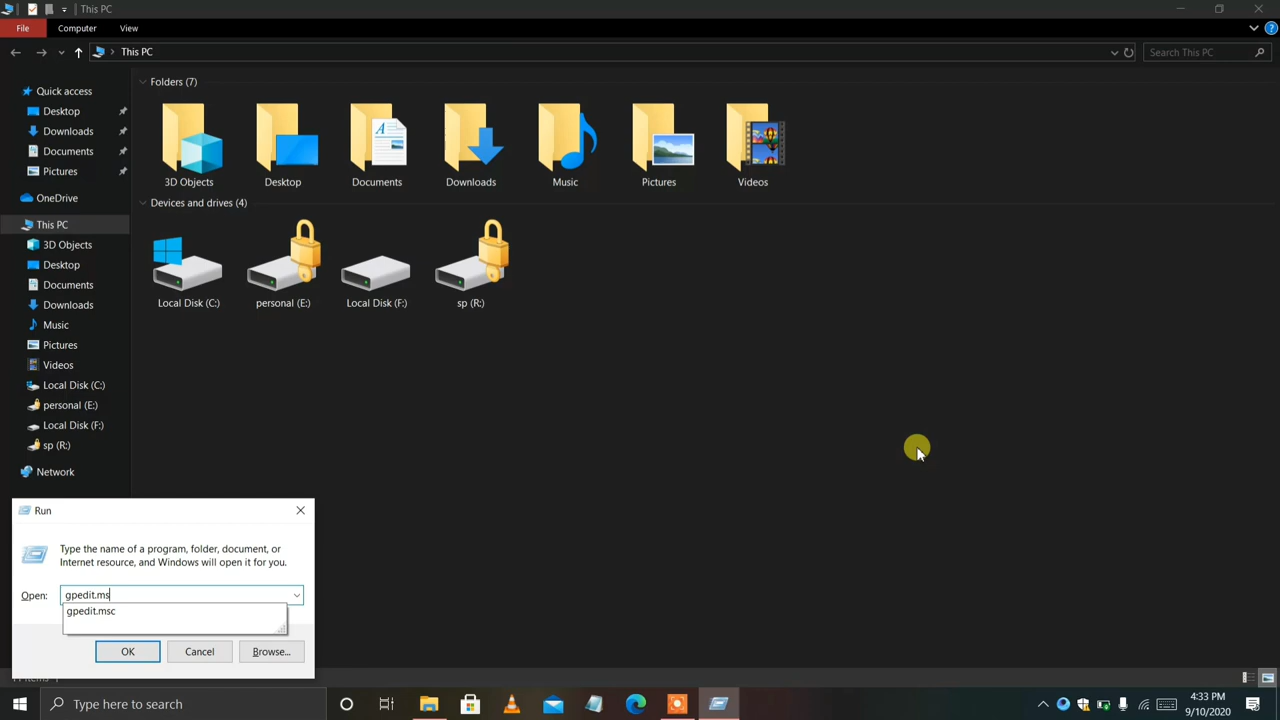 This PC
File
Computer
View
This PC
Search This PC
Quick access
Desktop
Downloads
Documents
Pictures
OneDrive
This PC
3D Objects
Desktop
Documents
Downloads
Music
Pictures
Videos
Local Disk (C:)
personal (E:)
Local Disk (F:)
sp (R:)
Network
Folders (7)
3D Objects
Desktop
Documents
Downloads
Music
Pictures
Videos
Devices and drives (4)
Local Disk (C:)
personal (E:)
Local Disk (F:)
sp (R:)
Run
Type the name of a program, folder, document, or
Internet resource, and Windows will open it for you.
Open:
gpedit.ms
gpedit.msc
OK
Cancel
Browse...
Type here to search
4:33 PM
9/10/2020